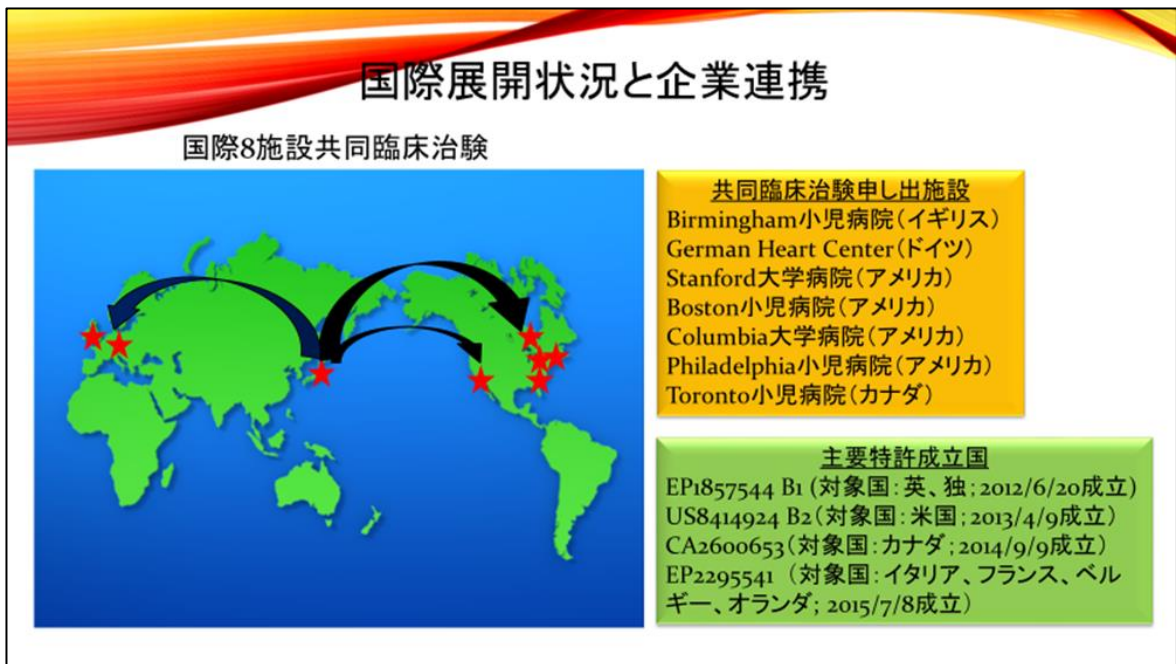 国際展開状況と企業連携
国際8施設共同臨床治験
共同臨床治験申し出施設
Birmingham小児病院(イギリス)
German Heart Center(ドイツ)
Stanford大学病院(アメリカ)
Boston小児病院(アメリカ)
Columbia大学病院(アメリカ)
Philadelphia小児病院(アメリカ)
Toronto小児病院(カナダ)
主要特許成立国
EP1857544 B1 (対象国:英、独;2012/6/20成立)
US8414924 B2(対象国:米国;2013/4/9成立)
CA2600653(対象国:カナダ;2014/9/9成立)
EP2295541 (対象国:イタリア、フランス、ベル
ギー、オランダ; 2015/7/8成立)